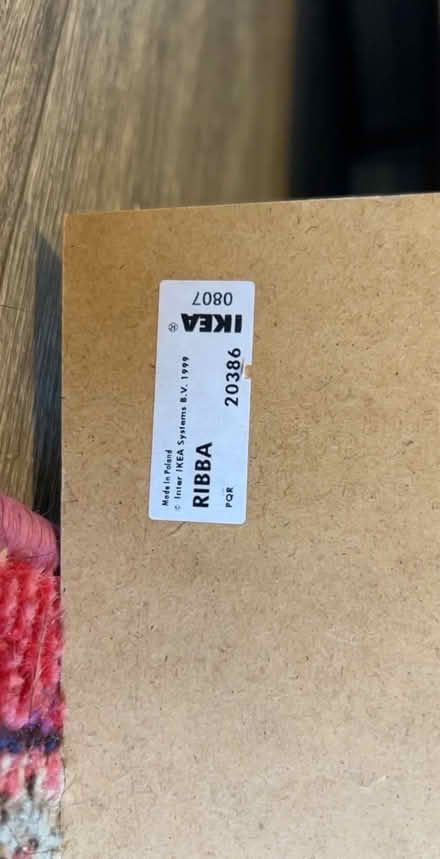 Made in Poland
© Inter IKEA Systems B.V. 1999
RIBBA
PQR
20386
IKEA®
0807